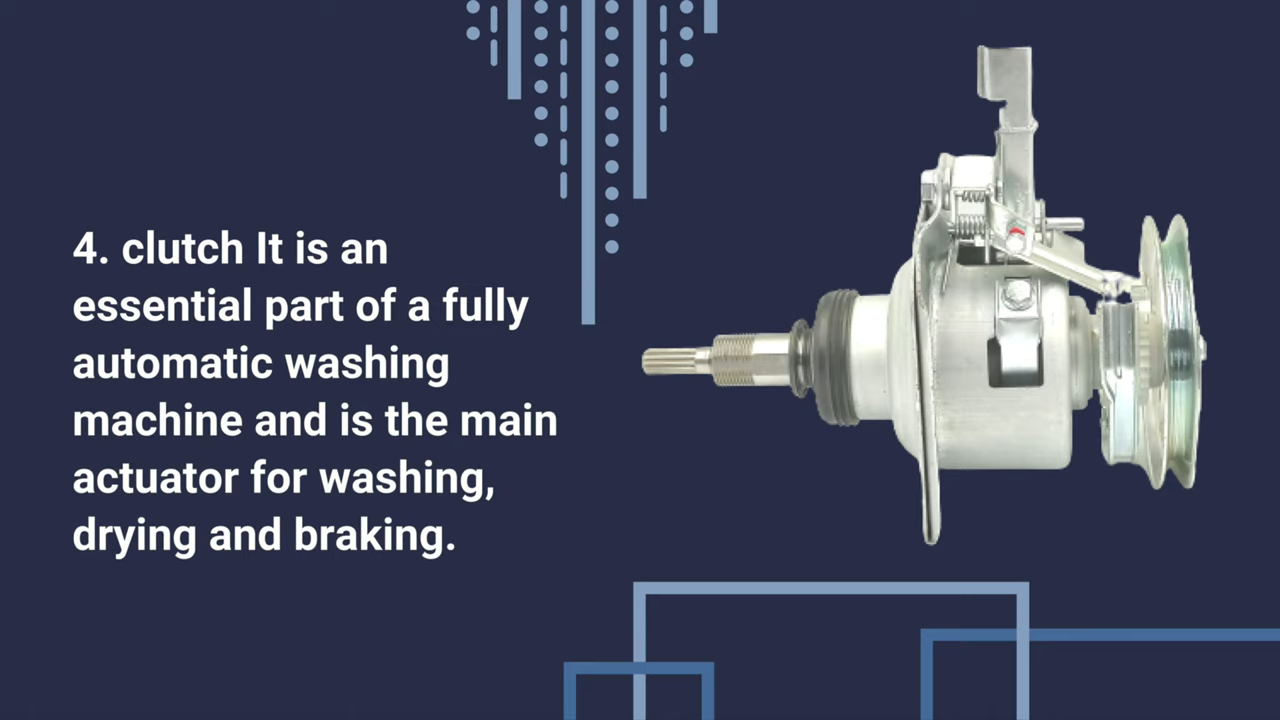 4. clutch It is an
essential part of a fully
automatic washing
machine and is the main
actuator for washing,
drying and braking.